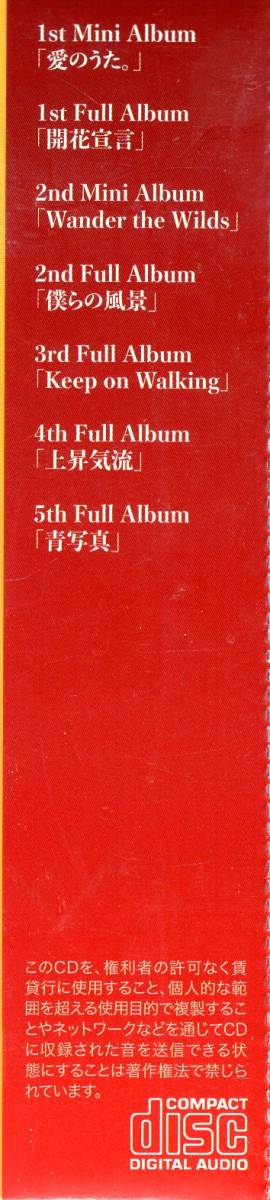 1st Mini Album
「愛のうた。」
1st Full Album
「開花宣言」
2nd Mini Album
「Wander the Wilds」
2nd Full Album
「僕らの風景」
3rd Full Album
「Keep on Walking」
4th Full Album
「上昇気流」
5th Full Album
「青写真」
このCDを、権利者の許可なく賃
貸行に使用すること、個人的な範
囲を超える使用目的で複製するこ
とやネットワークなどを通じてCD
に収録された音を送信できる状
態にすることは著作権法で禁じら
れています。
COMPACT
disc
DIGITAL AUDIO